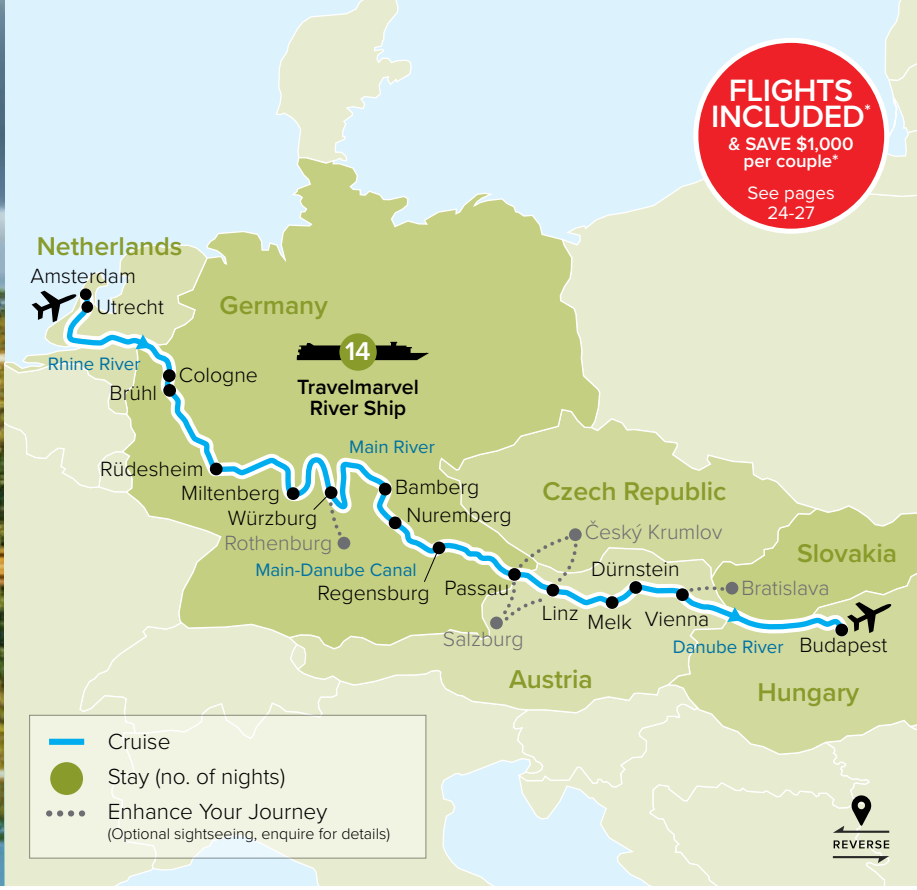 FLIGHTS
INCLUDED*
& SAVE $1,000
per couple*
See pages
24-27
Netherlands
Amsterdam
Utrecht
Germany
Rhine River
14
Cologne
Brühl
Travelmarvel
River Ship
Main River
Rüdesheim
Miltenberg
Bamberg
Czech Republic
Würzburg
Nuremberg
Rothenburg
Český Krumlov
Slovakia
Main-Danube Canal
Dürnstein
Regensburg
Passau
Bratislava
Linz
Melk
Vienna
Salzburg
Danube River
Budapest
Austria
Hungary
Cruise
Stay (no. of nights)
Enhance Your Journey
(Optional sightseeing, enquire for details)
REVERSE